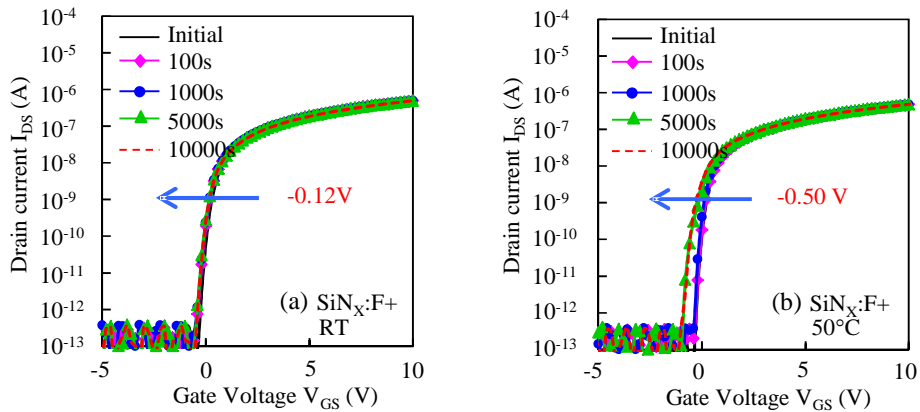 10⁻⁴
10⁻⁵
10⁻⁶
10⁻⁷
10⁻⁸
10⁻⁹
10⁻¹⁰
10⁻¹¹
10⁻¹²
10⁻¹³
Drain current I_DS (A)
Initial
100s
1000s
5000s
10000s
-0.12V
(a) SiN_X:F+
RT
-5
0
5
10
Gate Voltage V_GS (V)
10⁻⁴
10⁻⁵
10⁻⁶
10⁻⁷
10⁻⁸
10⁻⁹
10⁻¹⁰
10⁻¹¹
10⁻¹²
10⁻¹³
Drain current I_DS (A)
Initial
100s
1000s
5000s
10000s
-0.50 V
(b) SiN_X:F+
50°C
-5
0
5
10
Gate Voltage V_GS (V)